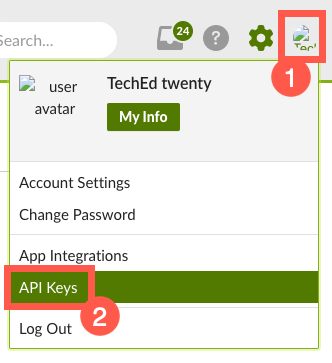 Search...
24
?
Tech
1
user
avatar
TechEd twenty
My Info
Account Settings
Change Password
App Integrations
API Keys
2
Log Out